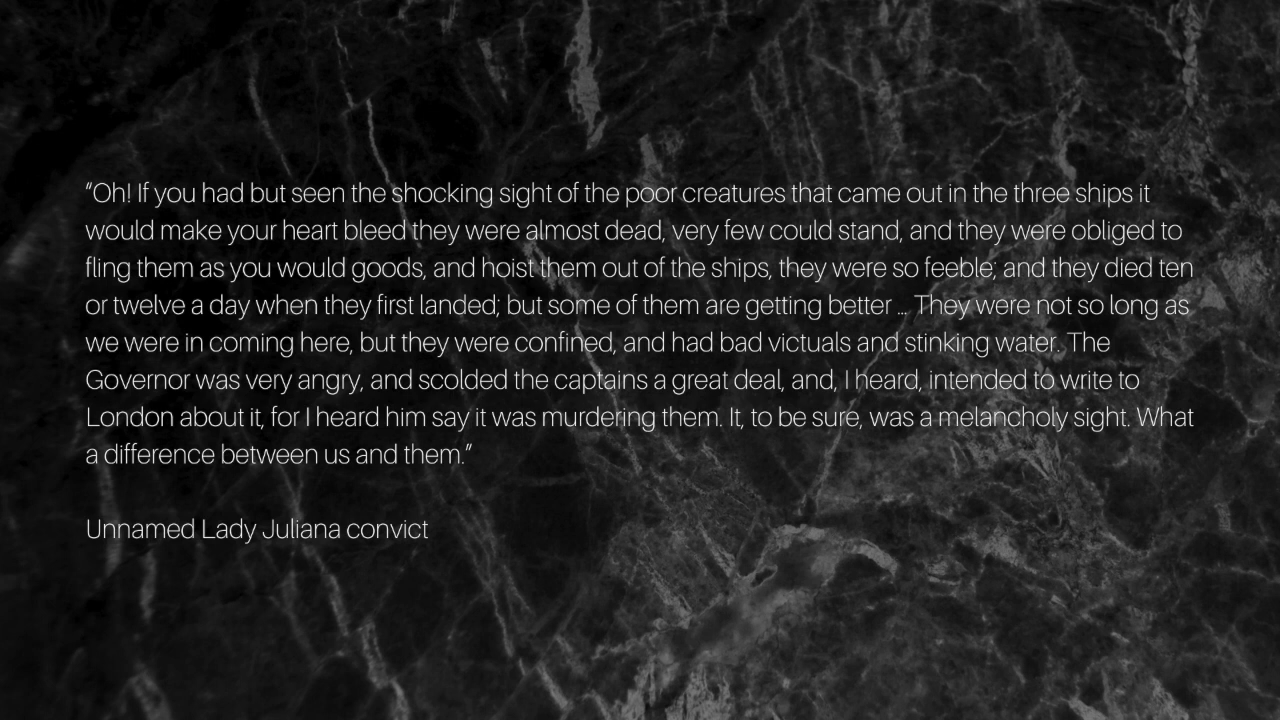 “Oh! If you had but seen the shocking sight of the poor creatures that came out in the three ships it
would make your heart bleed they were almost dead, very few could stand, and they were obliged to
fling them as you would goods, and hoist them out of the ships, they were so feeble; and they died ten
or twelve a day when they first landed; but some of them are getting better ... They were not so long as
we were in coming here, but they were confined, and had bad victuals and stinking water. The
Governor was very angry, and scolded the captains a great deal, and, I heard, intended to write to
London about it, for I heard him say it was murdering them. It, to be sure, was a melancholy sight. What
a difference between us and them.”
Unnamed Lady Juliana convict